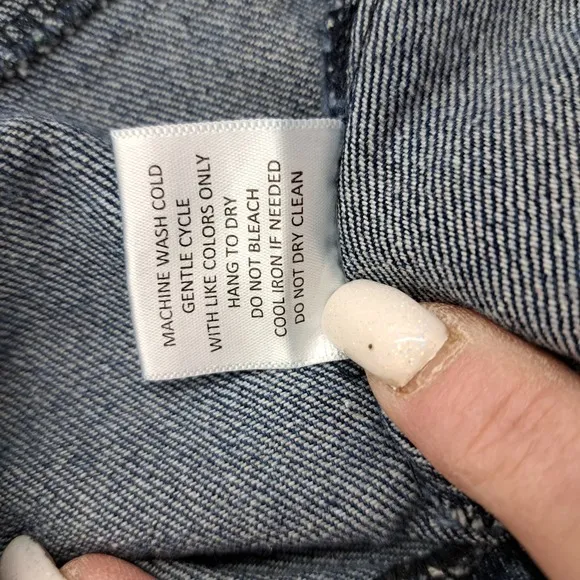 MACHINE WASH COLD
GENTLE CYCLE
WITH LIKE COLORS ONLY
HANG TO DRY
DO NOT BLEACH
COOL IRON IF NEEDED
DO NOT DRY CLEAN